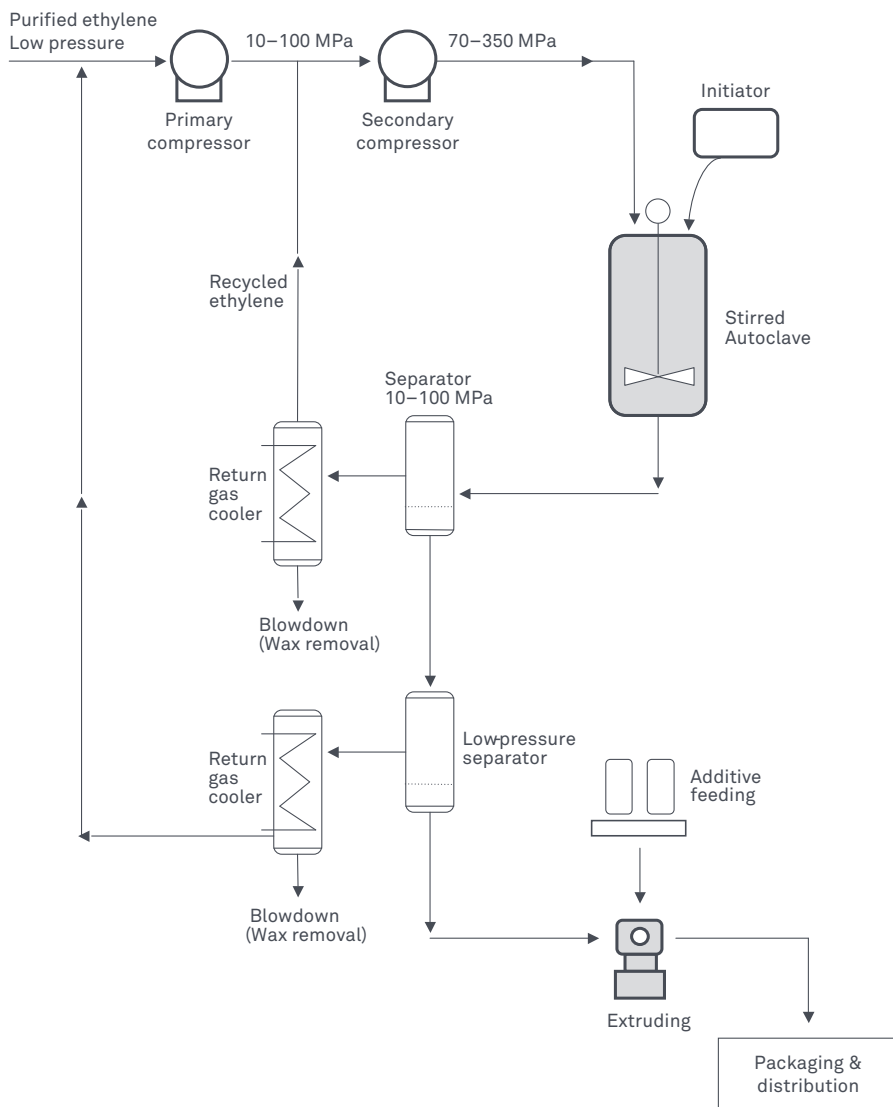 Purified ethylene
Low pressure
10–100 MPa
70–350 MPa
Primary
compressor
Secondary
compressor
Initiator
Recycled
ethylene
Stirred
Autoclave
Separator
10–100 MPa
Return
gas
cooler
Blowdown
(Wax removal)
Return
gas
cooler
Low-pressure
separator
Additive
feeding
Blowdown
(Wax removal)
Extruding
Packaging &
distribution